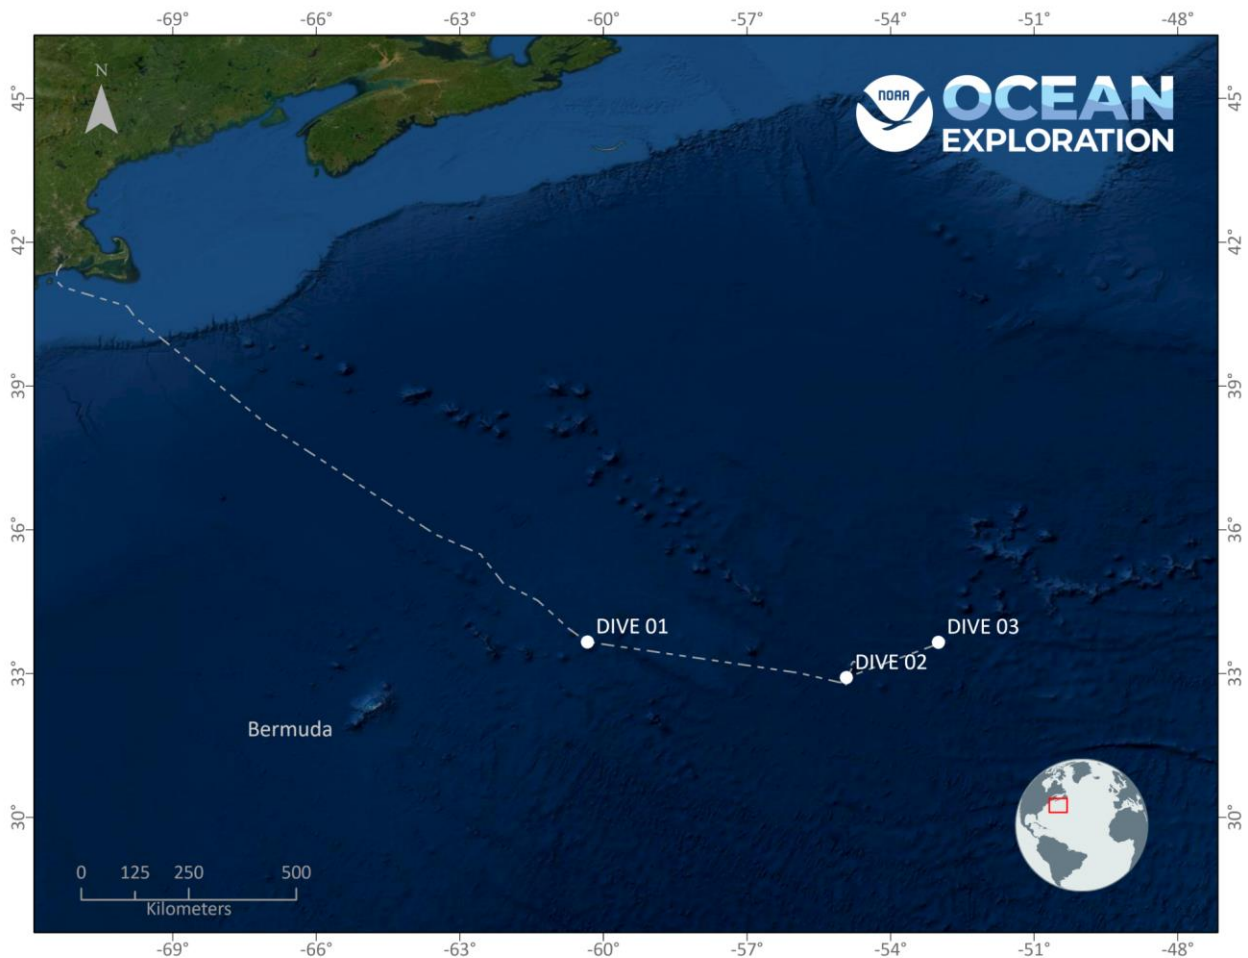 -69° -66° -63° -60° -57° -54° -51° -48°
N
NOAA
OCEAN
EXPLORATION
45° 45°
42° 42°
39° 39°
36° 36°
DIVE 01
DIVE 03
DIVE 02
33° 33°
Bermuda
30° 30°
0 125 250 500
Kilometers
-69° -66° -63° -60° -57° -54° -51° -48°